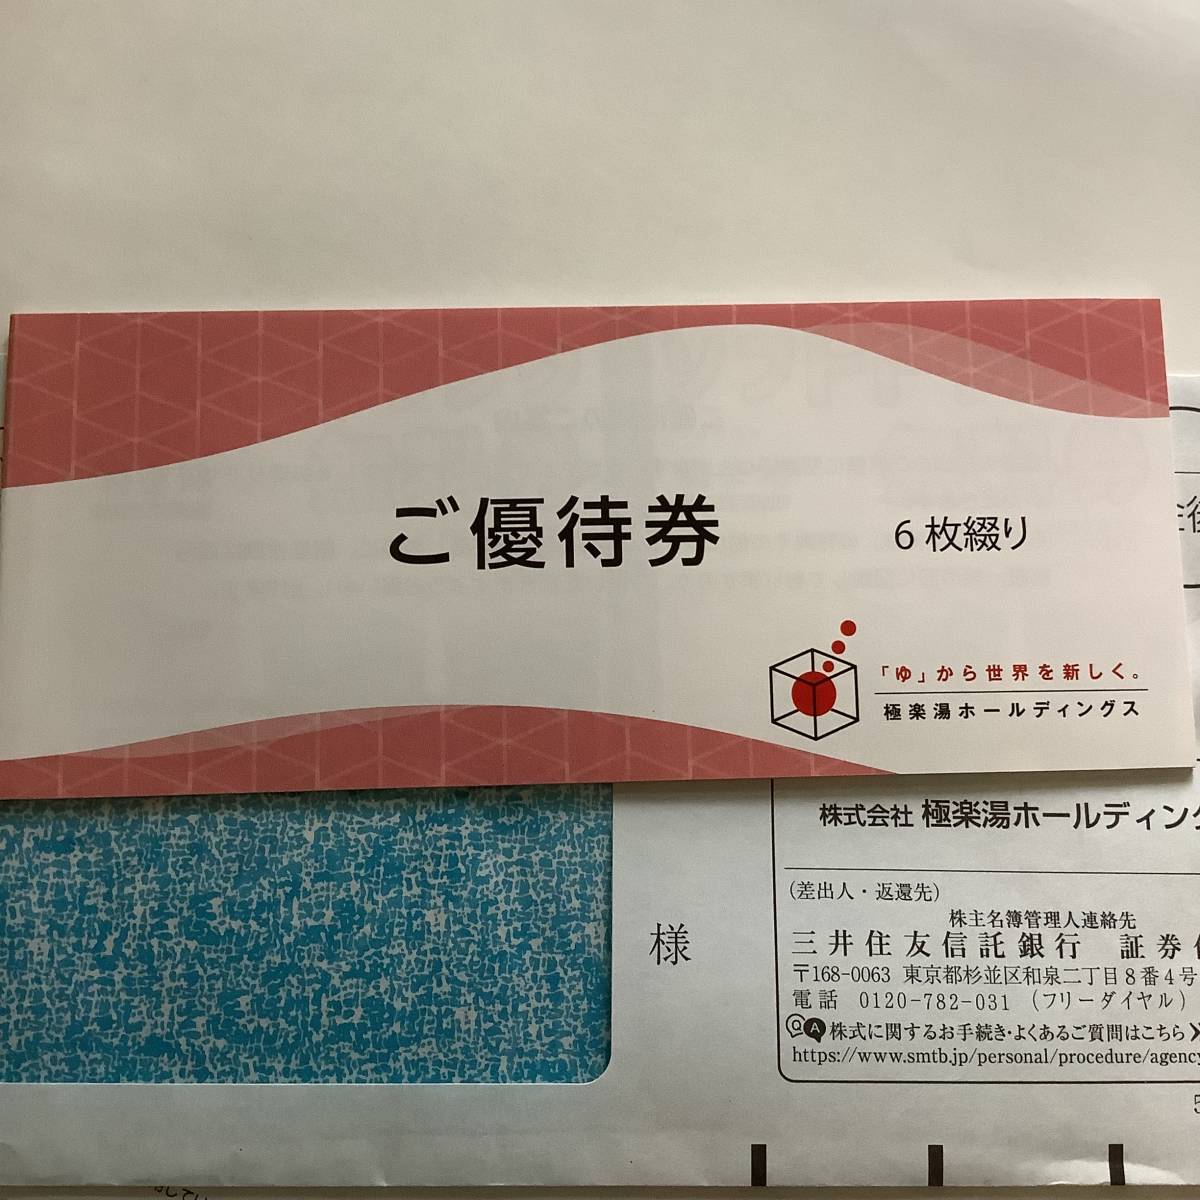 ご優待券
6枚綴り
「ゆ」から世界を新しく。
極楽湯ホールディングス
株式会社 極楽湯ホールディング
(差出人・返還先)
株主名簿管理人連絡先
三井住友信託銀行 証券
様
〒168-0063 東京都杉並区和泉二丁目8番4号
電話 0120-782-031 (フリーダイヤル)
QA株式に関するお手続き・よくあるご質問はこちら
https://www.smtb.jp/personal/procedure/agency